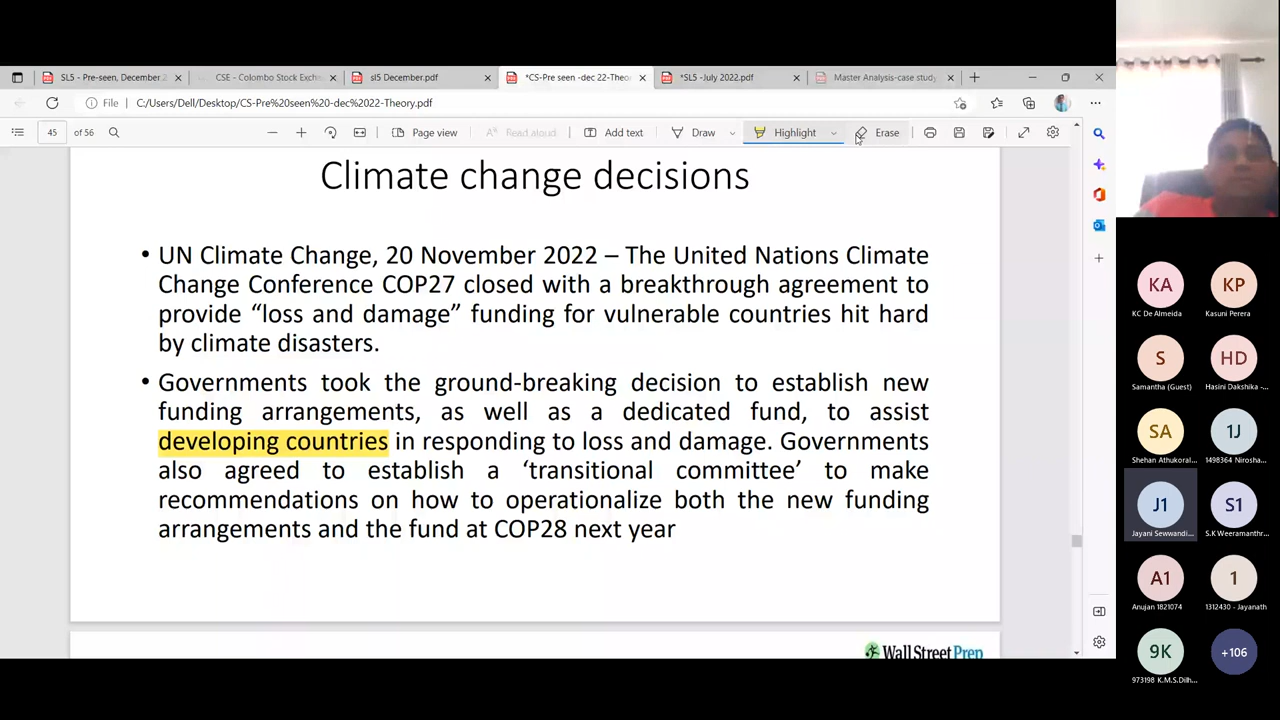 SL5 - Pre-seen, December.2
CSE - Colombo Stock Exch
sl5 December.pdf
*CS-Pre seen -dec 22-Theo
*SL5 -July 2022.pdf
Master Analysis-case study
File
C:/Users/Dell/Desktop/CS-Pre%20seen%20-dec%2022-Theory.pdf
45 of 56
Page view
Read aloud
Add text
Draw
Highlight
Erase
Climate change decisions
• UN Climate Change, 20 November 2022 – The United Nations Climate
Change Conference COP27 closed with a breakthrough agreement to
provide “loss and damage” funding for vulnerable countries hit hard
by climate disasters.
• Governments took the ground-breaking decision to establish new
funding arrangements, as well as a dedicated fund, to assist
developing countries in responding to loss and damage. Governments
also agreed to establish a ‘transitional committee’ to make
recommendations on how to operationalize both the new funding
arrangements and the fund at COP28 next year
Wall Street Prep
KA
KP
KC De Almeida
Kasuni Perera
S
HD
Samantha (Guest)
Hasini Dakshika -...
SA
1J
Shehan Athukoral...
1498364 Nirosha...
J1
S1
Jayani Sewwandi...
S.K Weeramanthr...
A1
1
Anujan 1821074
1312430 - Jayanath
9K
+106
973198 K.M.S.Dilh...